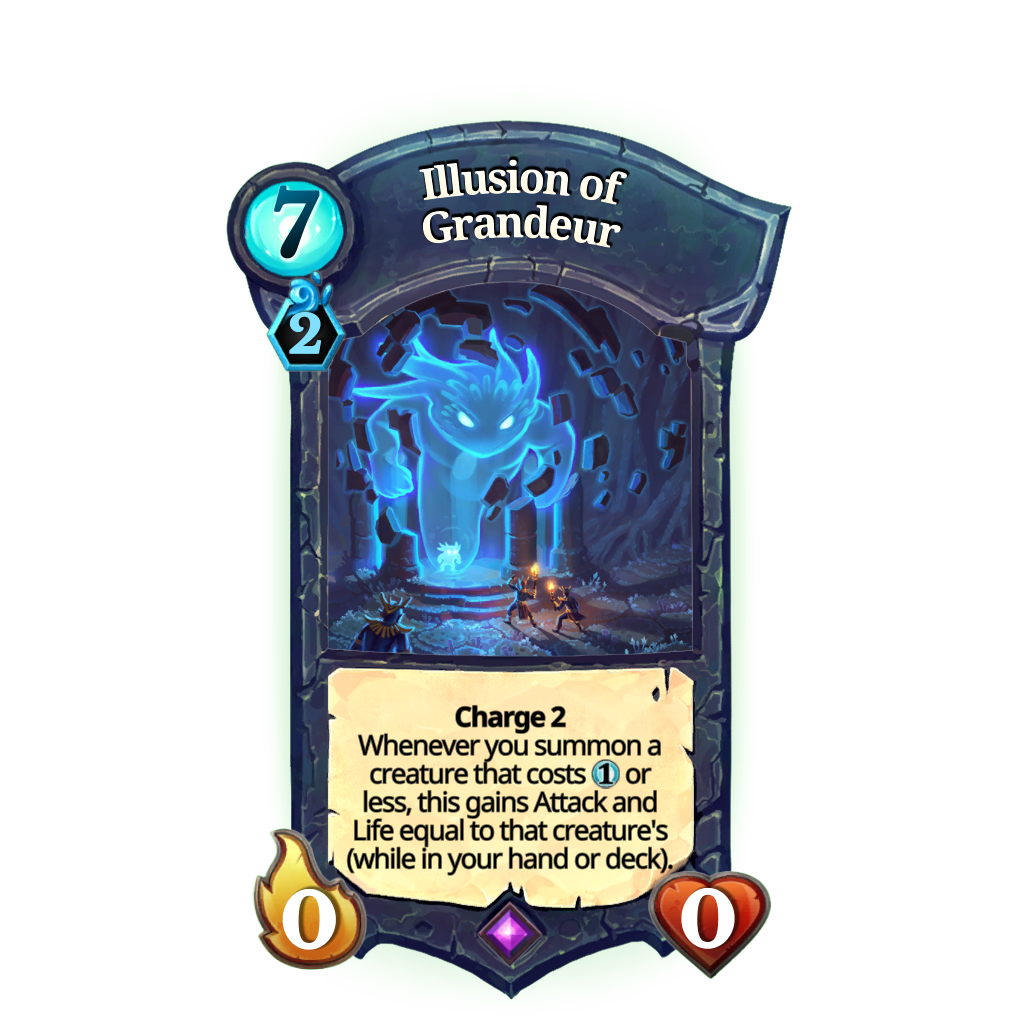 7
Illusion of
Grandeur
2
Charge 2
Whenever you summon a
creature that costs 1 or
less, this gains Attack and
Life equal to that creature's
(while in your hand or deck).
0
0